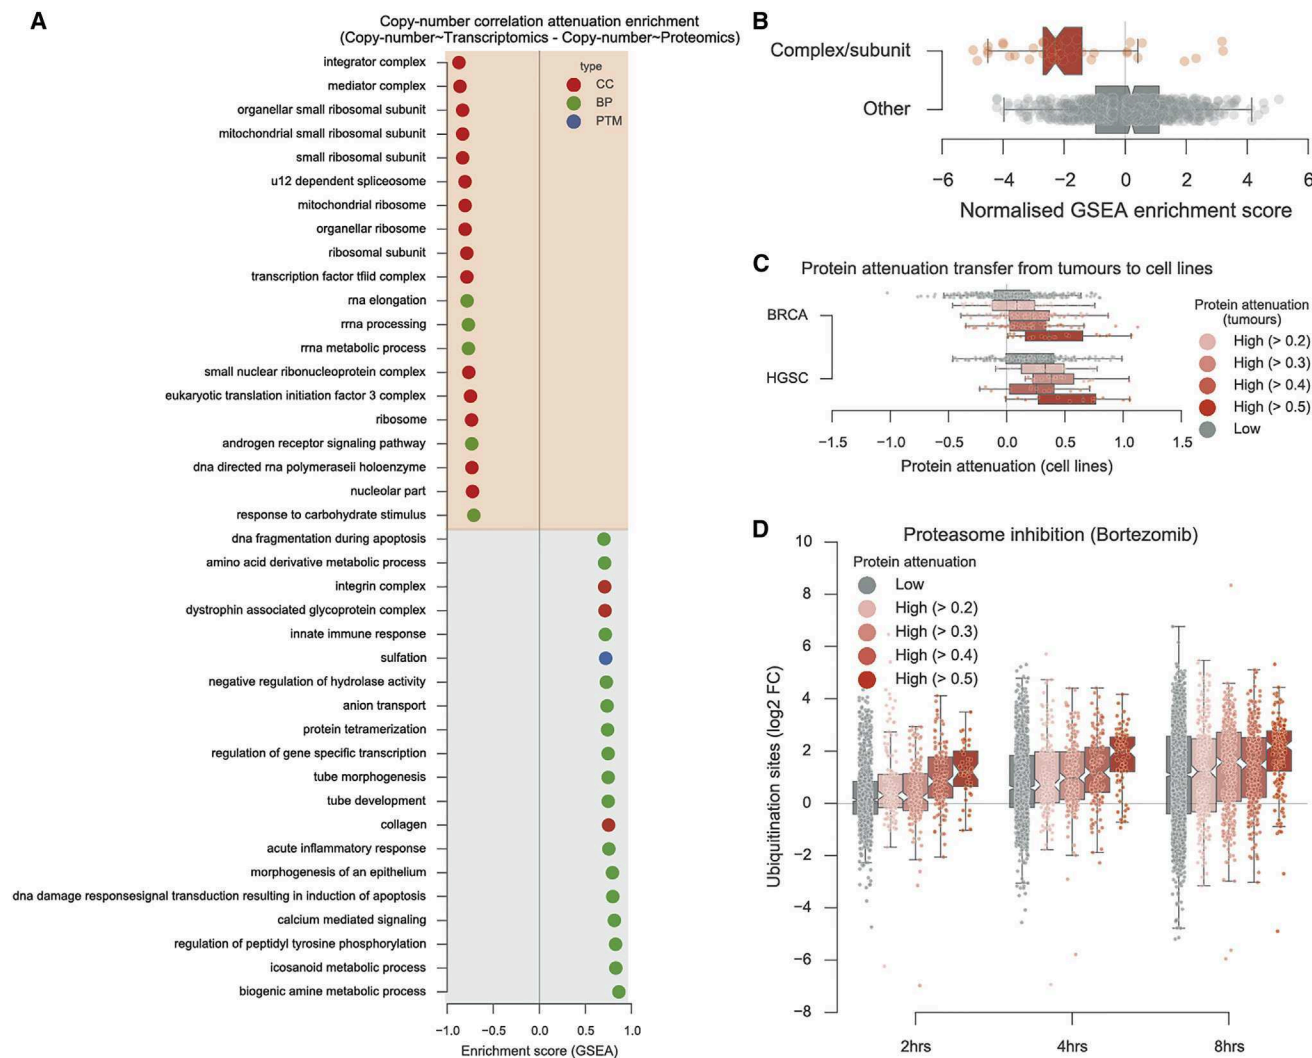 A
Copy-number correlation attenuation enrichment
(Copy-number~Transcriptomics - Copy-number~Proteomics)
type
CC
BP
PTM
integrator complex
mediator complex
organellar small ribosomal subunit
mitochondrial small ribosomal subunit
small ribosomal subunit
u12 dependent spliceosome
mitochondrial ribosome
organellar ribosome
ribosomal subunit
transcription factor tfiid complex
rna elongation
rrna processing
rrna metabolic process
small nuclear ribonucleoprotein complex
eukaryotic translation initiation factor 3 complex
ribosome
androgen receptor signaling pathway
dna directed rna polymeraseii holoenzyme
nucleolar part
response to carbohydrate stimulus
dna fragmentation during apoptosis
amino acid derivative metabolic process
integrin complex
dystrophin associated glycoprotein complex
innate immune response
sulfation
negative regulation of hydrolase activity
anion transport
protein tetramerization
regulation of gene specific transcription
tube morphogenesis
tube development
collagen
acute inflammatory response
morphogenesis of an epithelium
dna damage responsesignal transduction resulting in induction of apoptosis
calcium mediated signaling
regulation of peptidyl tyrosine phosphorylation
icosanoid metabolic process
biogenic amine metabolic process
−1.0 −0.5 0.0 0.5 1.0
Enrichment score (GSEA)
B
Complex/subunit
Other
−6 −4 −2 0 2 4 6
Normalised GSEA enrichment score
C
Protein attenuation transfer from tumours to cell lines
BRCA
HGSC
−1.5 −1.0 −0.5 0.0 0.5 1.0 1.5
Protein attenuation (cell lines)
Protein attenuation
(tumours)
High (> 0.2)
High (> 0.3)
High (> 0.4)
High (> 0.5)
Low
D
Proteasome inhibition (Bortezomib)
Protein attenuation
Low
High (> 0.2)
High (> 0.3)
High (> 0.4)
High (> 0.5)
Ubiquitination sites (log2 FC)
10
8
6
4
2
0
−2
−4
−6
−8
2hrs 4hrs 8hrs